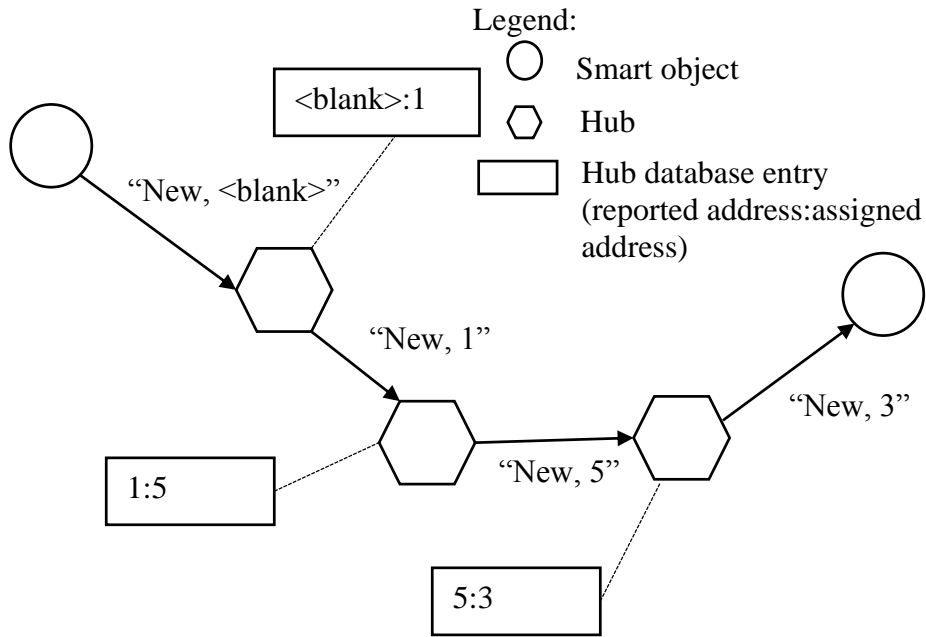 Legend:
Smart object
Hub
Hub database entry
(reported address:assigned
address)
<blank>:1
“New, <blank>”
“New, 1”
“New, 3”
“New, 5”
1:5
5:3